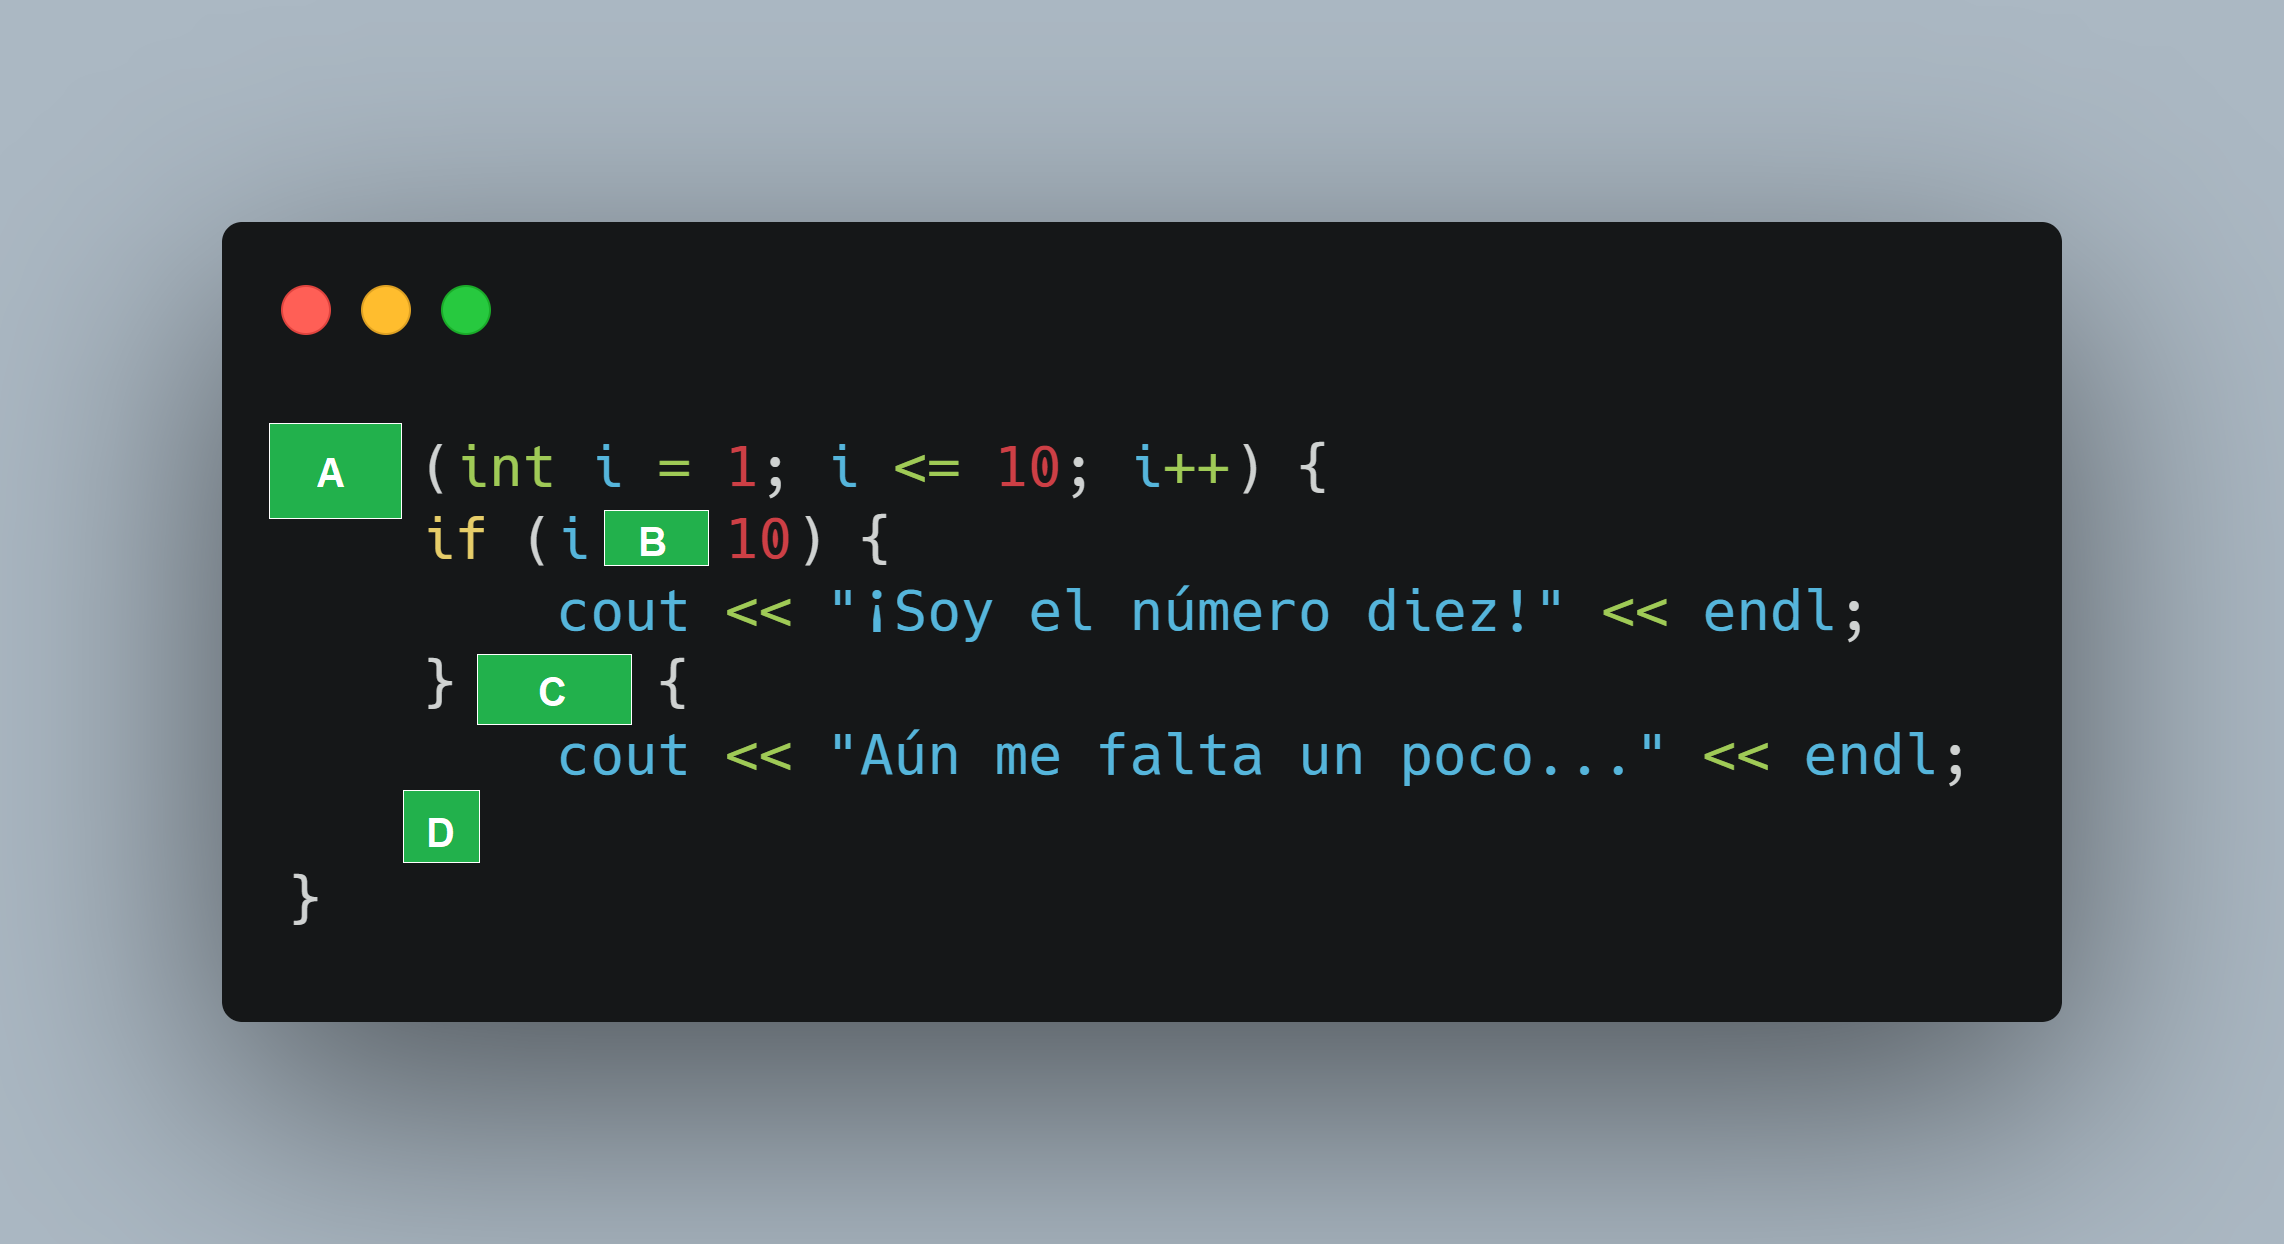 A (int i = 1; i <= 10; i++) {
if (i B 10) {
cout << "¡Soy el número diez!" << endl;
} C {
cout << "Aún me falta un poco..." << endl;
D
}